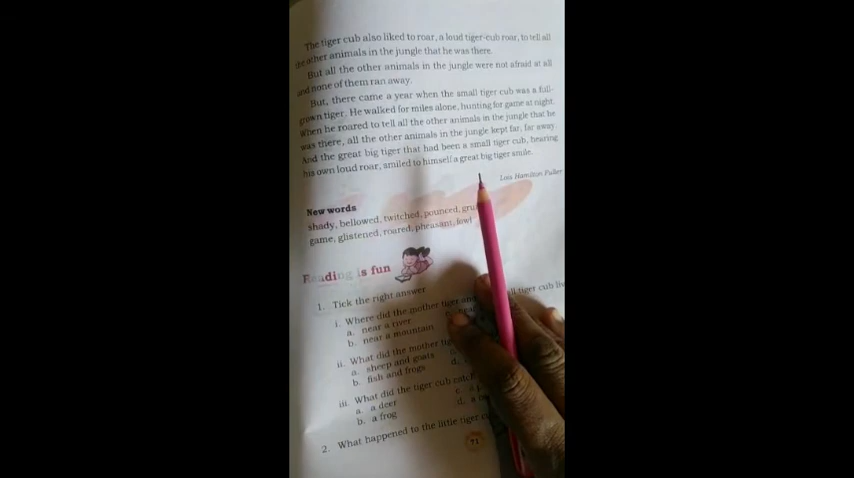 The tiger cub also liked to roar, a loud tiger-cub roar, to tell all
the other animals in the jungle that he was there.
But all the other animals in the jungle were not afraid at all
and none of them ran away.
But, there came a year when the small tiger cub was a full-
grown tiger. He walked for miles alone, hunting for game at night.
When he roared to tell all the other animals in the jungle that he
was there, all the other animals in the jungle kept far, far away.
And the great big tiger that had been a small tiger cub, hearing
his own loud roar, smiled to himself a great big tiger smile.
Lois Hamilton Fuller
New words
shady, bellowed, twitched, pounced,
game, glistened, roared, pheasant, fowl
Reading is fun
1. Tick the right answer
i. Where did the mother tiger and tiger cub
a. near a river
b. near a mountain
ii. What did the mother
a. sheep and goats
b. fish and frogs d.
iii. What did the tiger cub
a. a deer c. a
b. a frog d. a
2. What happened to the little tiger
71